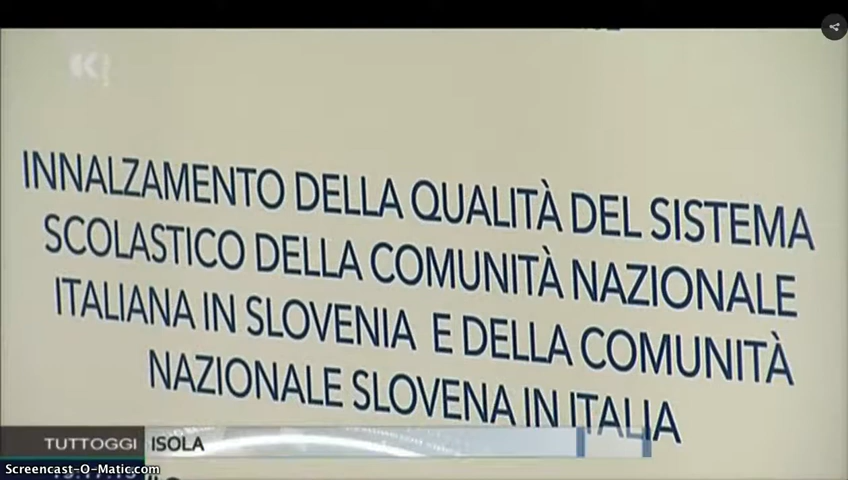 INNALZAMENTO DELLA QUALITÀ DEL SISTEMA
SCOLASTICO DELLA COMUNITÀ NAZIONALE
ITALIANA IN SLOVENIA E DELLA COMUNITÀ
NAZIONALE SLOVENA IN ITALIA
TUTTOGGI ISOLA
Screencast-O-Matic.com